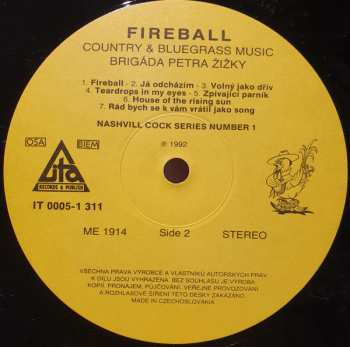 FIREBALL
COUNTRY & BLUEGRASS MUSIC
BRIGÁDA PETRA ŽIŽKY
1. Fireball - 2. Já odcházím - 3. Volný jako dřív
4. Teardrops in my eyes - 5. Zpívající parník
6. House of the rising sun
7. Rád bych se k vám vrátil jako song
NASHVILL COCK SERIES NUMBER 1
OSA
BIEM
℗ 1992
lita
RECORDS & PUBLISH
IT 0005-1 311
ME 1914 Side 2 STEREO
VŠECHNA PRÁVA VÝROBCE A VLASTNÍKŮ AUTORSKÝCH PRÁV
K DÍLU JSOU VYHRAZENA. BEZ SOUHLASU JE VÝROBA
KOPIÍ, PRONÁJEM, PŮJČOVÁNÍ, VEŘEJNÉ PROVOZOVÁNÍ
A ROZHLASOVÉ ŠÍŘENÍ TÉTO DESKY ZAKÁZÁNO.
MADE IN CZECHOSLOVAKIA